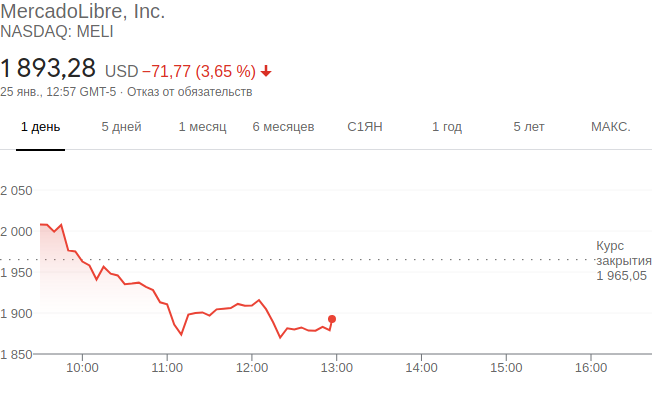 MercadoLibre, Inc.
NASDAQ: MELI
1 893,28 USD −71,77 (3,65 %)
25 янв., 12:57 GMT-5 · Отказ от обязательств
1 день 5 дней 1 месяц 6 месяцев С1ЯН 1 год 5 лет МАКС.
2 050
2 000
Курс
закрытия
1 965,05
1 950
1 900
1 850
10:00 11:00 12:00 13:00 14:00 15:00 16:00